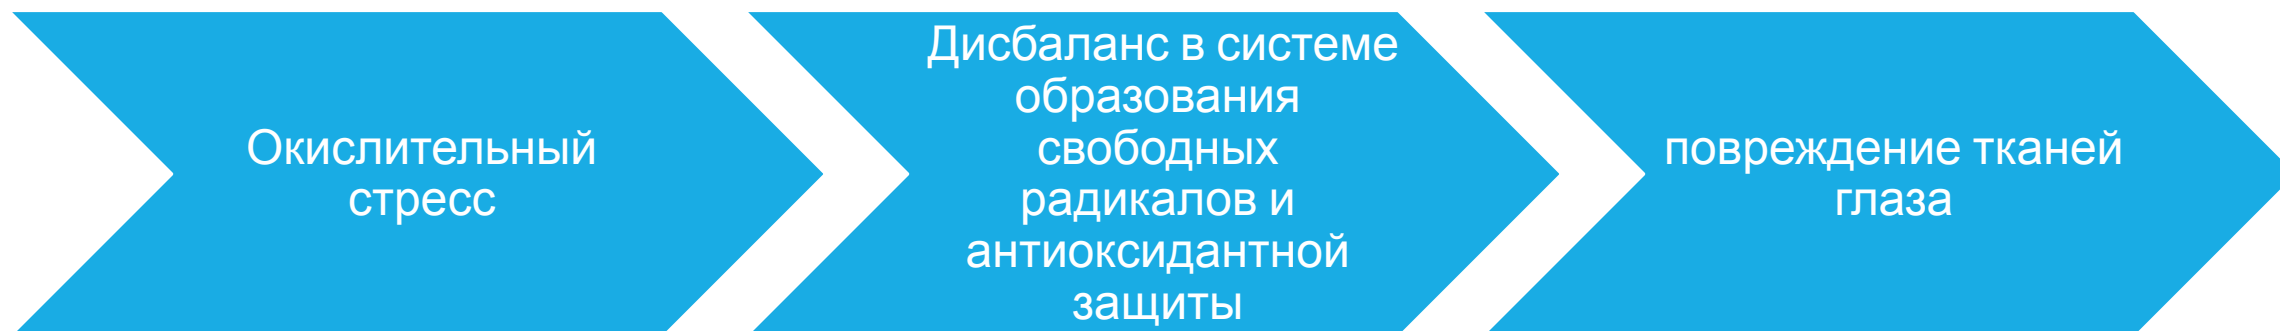 Окислительный
стресс
Дисбаланс в системе
образования
свободных
радикалов и
антиоксидантной
защиты
повреждение тканей
глаза